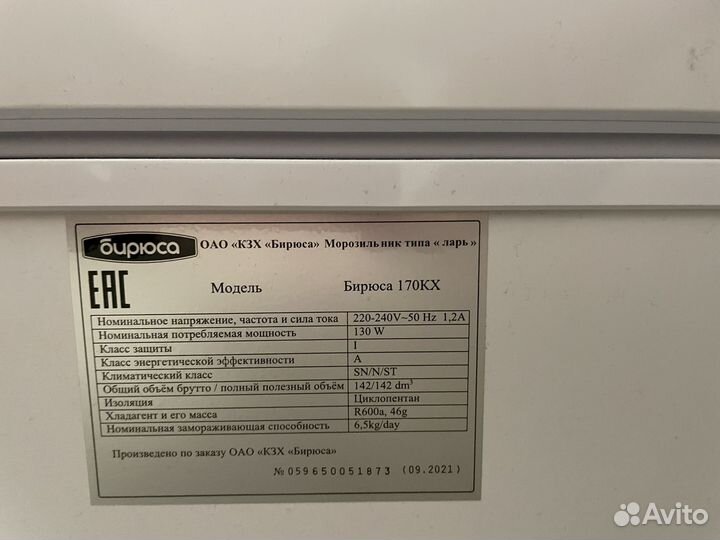 бирюса ОАО «КЗХ «Бирюса» Морозильник типа « ларь »
EAC Модель Бирюса 170КХ
Номинальное напряжение, частота и сила тока 220-240V~50 Hz 1,2A
Номинальная потребляемая мощность 130 W
Класс защиты I
Класс энергетической эффективности A
Климатический класс SN/N/ST
Общий объём брутто / полный полезный объём 142/142 dm³
Изоляция Циклопентан
Хладагент и его масса R600a, 46g
Номинальная замораживающая способность 6,5kg/day
Произведено по заказу ОАО «КЗХ «Бирюса»
№059650051873 (09.2021)
Avito